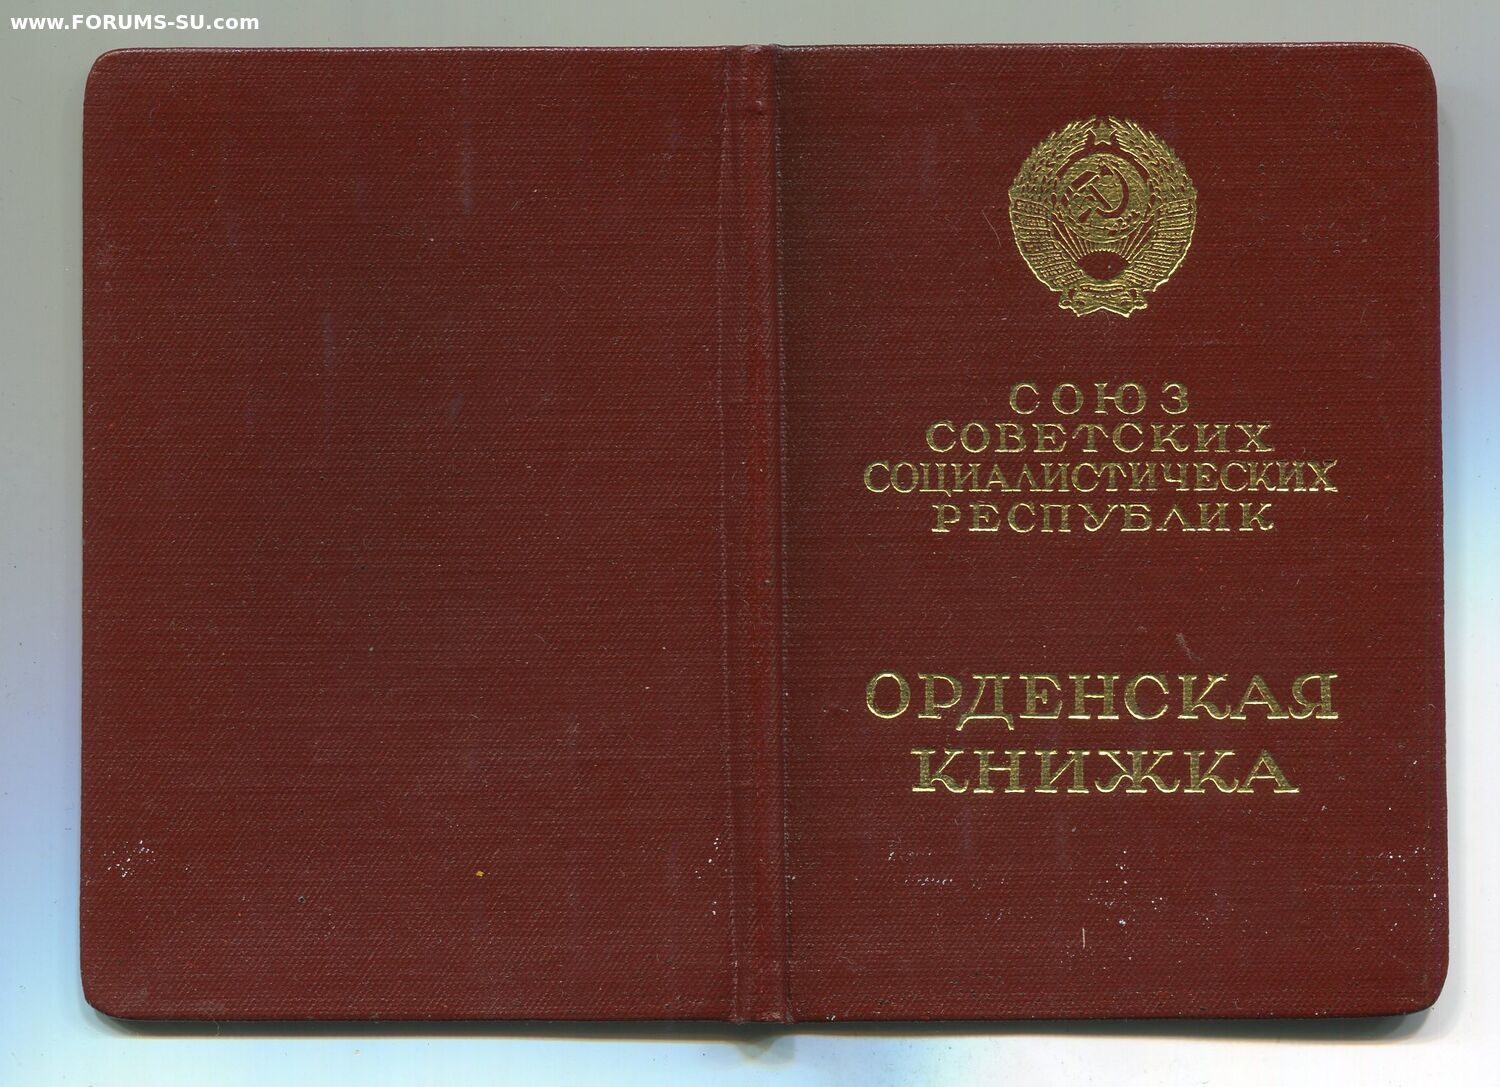 www.FORUMS-SU.com
СОЮЗ
СОВЕТСКИХ
СОЦИАЛИСТИЧЕСКИХ
РЕСПУБЛИК
ОРДЕНСКАЯ
КНИЖКА